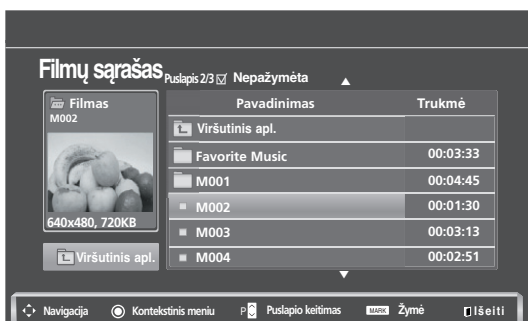 Filmų sąrašas Puslapis 2/3 ☑ Nepažymėta
Filmas
M002
640x480, 720KB
Viršutinis apl.
Pavadinimas Trukmė
Viršutinis apl.
Favorite Music 00:03:33
M001 00:04:45
M002 00:01:30
M003 00:03:13
M004 00:02:51
Navigacija Kontekstinis meniu P Puslapio keitimas MARK Žymė Išeiti